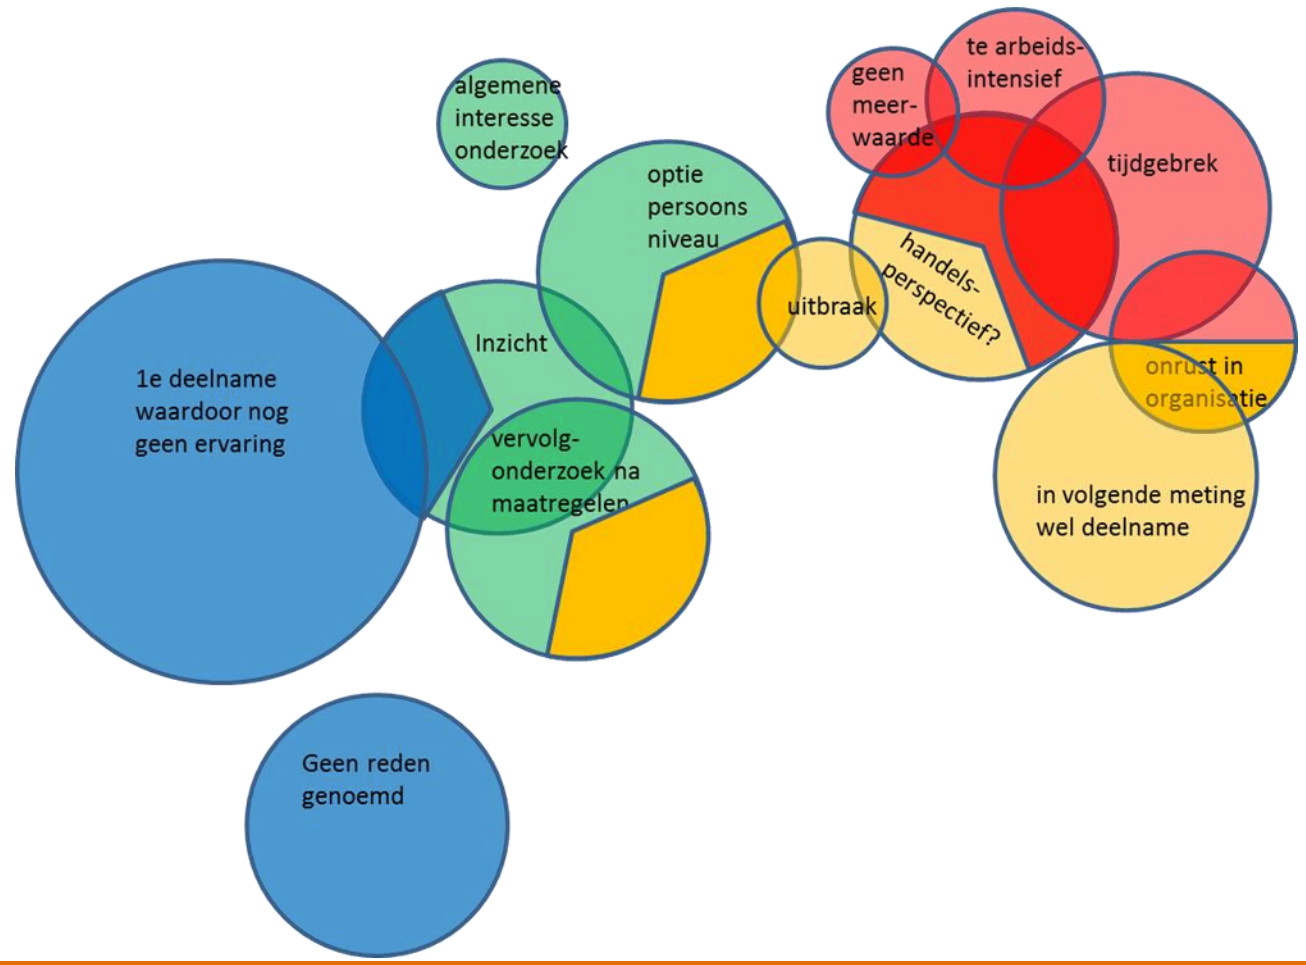 algemene
interesse
onderzoek
optie
persoons
niveau
geen
meer-
waarde
te arbeids-
intensief
tijdgebrek
handels-
perspectief?
uitbraak
Inzicht
1e deelname
waardoor nog
geen ervaring
onrust in
organisatie
vervolg-
onderzoek na
maatregelen
in volgende meting
wel deelname
Geen reden
genoemd